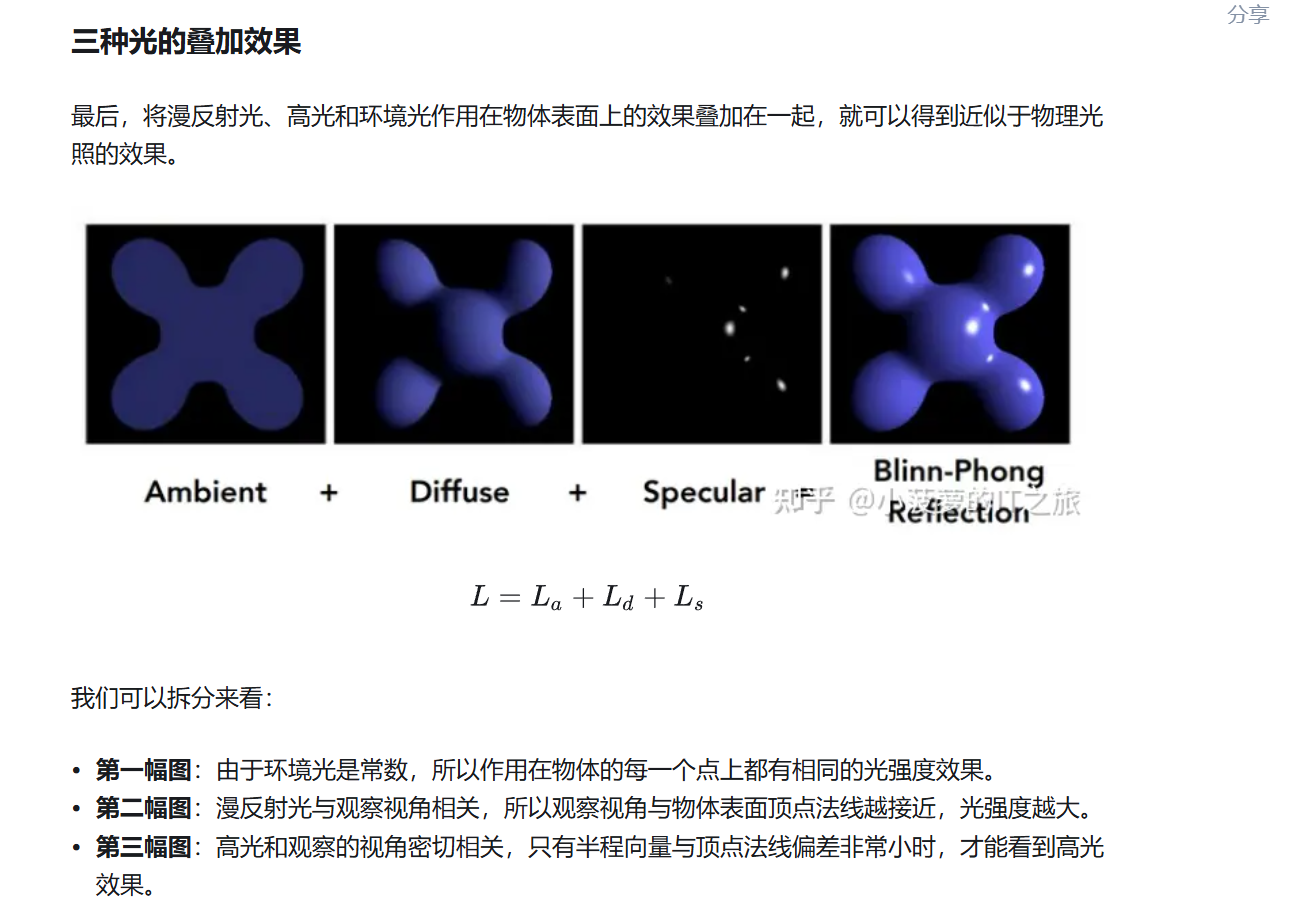 分享
三种光的叠加效果
最后，将漫反射光、高光和环境光作用在物体表面上的效果叠加在一起，就可以得到近似于物理光
照的效果。
Ambient + Diffuse + Specular = Blinn-Phong
Reflection
知乎 @小菠萝的IT之旅
L = Lₐ + L_d + Lₛ
我们可以拆分来看：
• 第一幅图：由于环境光是常数，所以作用在物体的每一个点上都有相同的光强度效果。
• 第二幅图：漫反射光与观察视角相关，所以观察视角与物体表面顶点法线越接近，光强度越大。
• 第三幅图：高光和观察的视角密切相关，只有半程向量与顶点法线偏差非常小时，才能看到高光
效果。